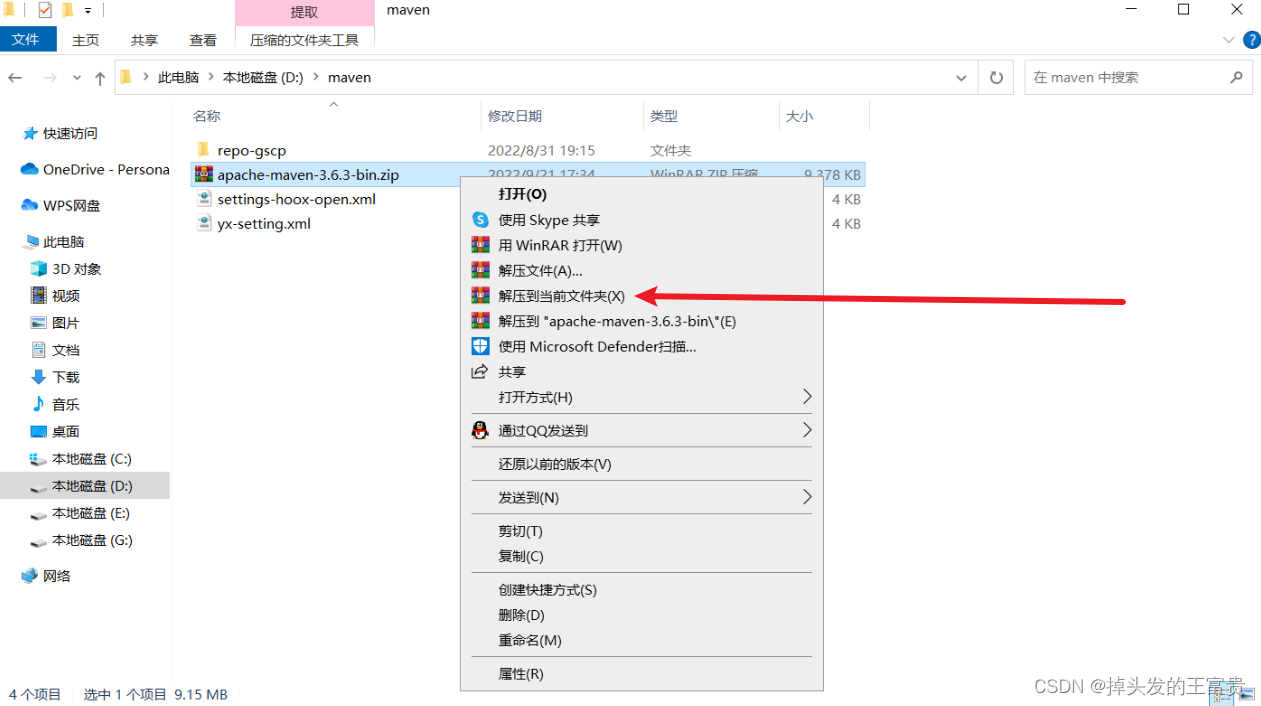 提取
maven
文件
主页
共享
查看
压缩的文件夹工具
此电脑
本地磁盘 (D:)
maven
在 maven 中搜索
名称
修改日期
类型
大小
快速访问
OneDrive - Persona
WPS网盘
此电脑
3D 对象
视频
图片
文档
下载
音乐
桌面
本地磁盘 (C:)
本地磁盘 (D:)
本地磁盘 (E:)
本地磁盘 (G:)
网络
repo-gscp
2022/8/31 19:15
文件夹
apache-maven-3.6.3-bin.zip
2022/9/21 17:34
WinRAR ZIP 压缩
9,378 KB
settings-hoox-open.xml
4 KB
yx-setting.xml
4 KB
打开(O)
使用 Skype 共享
用 WinRAR 打开(W)
解压文件(A)...
解压到当前文件夹(X)
解压到 "apache-maven-3.6.3-bin\"(E)
使用 Microsoft Defender扫描...
共享
打开方式(H)
通过QQ发送到
还原以前的版本(V)
发送到(N)
剪切(T)
复制(C)
创建快捷方式(S)
删除(D)
重命名(M)
属性(R)
4 个项目
选中 1 个项目 9.15 MB
CSDN @掉头发的王富贵